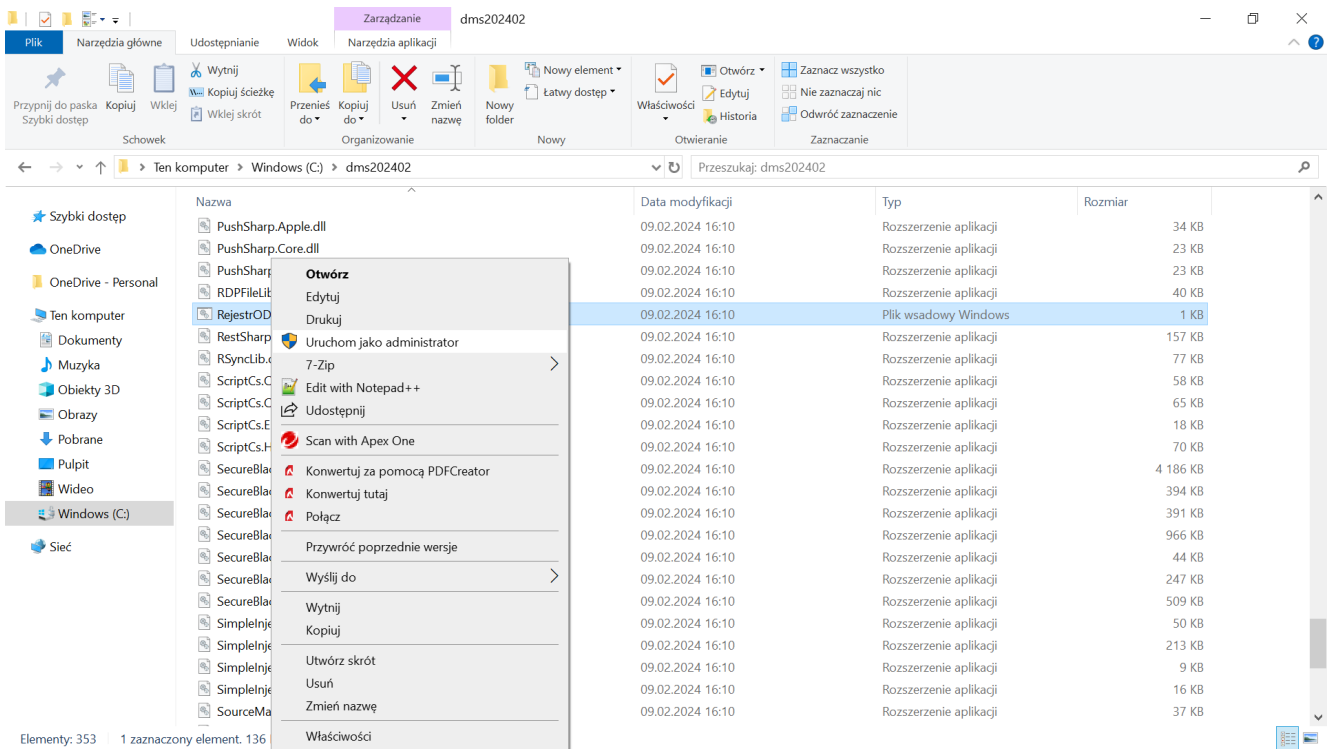 Zarządzanie
dms202402
Plik
Narzędzia główne
Udostępnianie
Widok
Narzędzia aplikacji
Przypnij do paska
Szybki dostęp
Kopiuj
Wklej
Wytnij
Kopiuj ścieżkę
Wklej skrót
Schowek
Przenieś
do
Kopiuj
do
Usuń
Zmień
nazwę
Organizowanie
Nowy
folder
Nowy element
Łatwy dostęp
Nowy
Właściwości
Otwórz
Edytuj
Historia
Otwieranie
Zaznacz wszystko
Nie zaznaczaj nic
Odwróć zaznaczenie
Zaznaczanie
Ten komputer > Windows (C:) > dms202402
Przeszukaj: dms202402
Szybki dostęp
OneDrive
OneDrive - Personal
Ten komputer
Dokumenty
Muzyka
Obiekty 3D
Obrazy
Pobrane
Pulpit
Wideo
Windows (C:)
Sieć
Nazwa Data modyfikacji Typ Rozmiar
PushSharp.Apple.dll 09.02.2024 16:10 Rozszerzenie aplikacji 34 KB
PushSharp.Core.dll 09.02.2024 16:10 Rozszerzenie aplikacji 23 KB
PushSharp 09.02.2024 16:10 Rozszerzenie aplikacji 23 KB
RDPFileLib 09.02.2024 16:10 Rozszerzenie aplikacji 40 KB
RejestrOD 09.02.2024 16:10 Plik wsadowy Windows 1 KB
RestSharp 09.02.2024 16:10 Rozszerzenie aplikacji 157 KB
RSyncLib.d 09.02.2024 16:10 Rozszerzenie aplikacji 77 KB
ScriptCs.C 09.02.2024 16:10 Rozszerzenie aplikacji 58 KB
ScriptCs.C 09.02.2024 16:10 Rozszerzenie aplikacji 65 KB
ScriptCs.E 09.02.2024 16:10 Rozszerzenie aplikacji 18 KB
ScriptCs.H 09.02.2024 16:10 Rozszerzenie aplikacji 70 KB
SecureBlac 09.02.2024 16:10 Rozszerzenie aplikacji 4 186 KB
SecureBlac 09.02.2024 16:10 Rozszerzenie aplikacji 394 KB
SecureBlac 09.02.2024 16:10 Rozszerzenie aplikacji 391 KB
SecureBlac 09.02.2024 16:10 Rozszerzenie aplikacji 966 KB
SecureBlac 09.02.2024 16:10 Rozszerzenie aplikacji 44 KB
SecureBlac 09.02.2024 16:10 Rozszerzenie aplikacji 247 KB
SecureBlac 09.02.2024 16:10 Rozszerzenie aplikacji 509 KB
SimpleInje 09.02.2024 16:10 Rozszerzenie aplikacji 50 KB
SimpleInje 09.02.2024 16:10 Rozszerzenie aplikacji 213 KB
SimpleInje 09.02.2024 16:10 Rozszerzenie aplikacji 9 KB
SimpleInje 09.02.2024 16:10 Rozszerzenie aplikacji 16 KB
SourceMa 09.02.2024 16:10 Rozszerzenie aplikacji 37 KB
Otwórz
Edytuj
Drukuj
Uruchom jako administrator
7-Zip
Edit with Notepad++
Udostępnij
Scan with Apex One
Konwertuj za pomocą PDFCreator
Konwertuj tutaj
Połącz
Przywróć poprzednie wersje
Wyślij do
Wytnij
Kopiuj
Utwórz skrót
Usuń
Zmień nazwę
Właściwości
Elementy: 353
1 zaznaczony element. 136